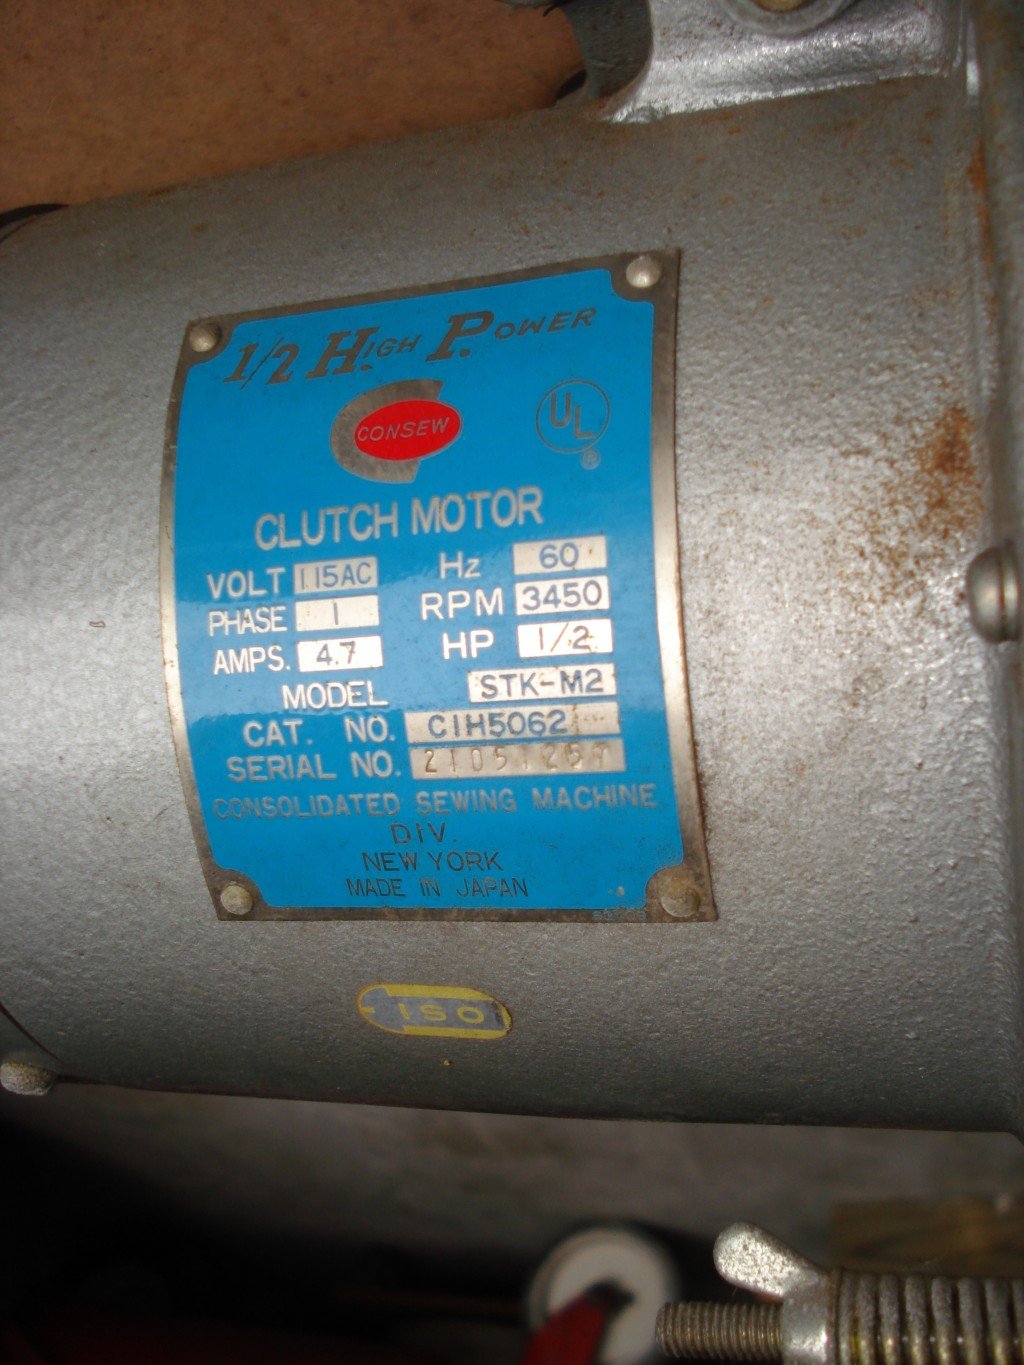 1/2 HIGH POWER
CONSEW
UL
®
CLUTCH MOTOR
VOLT 115AC Hz 60
PHASE 1 RPM 3450
AMPS. 4.7 HP 1/2
MODEL STK-M2
CAT. NO. CIH5062
SERIAL NO.
CONSOLIDATED SEWING MACHINE
DIV.
NEW YORK
MADE IN JAPAN
ISO